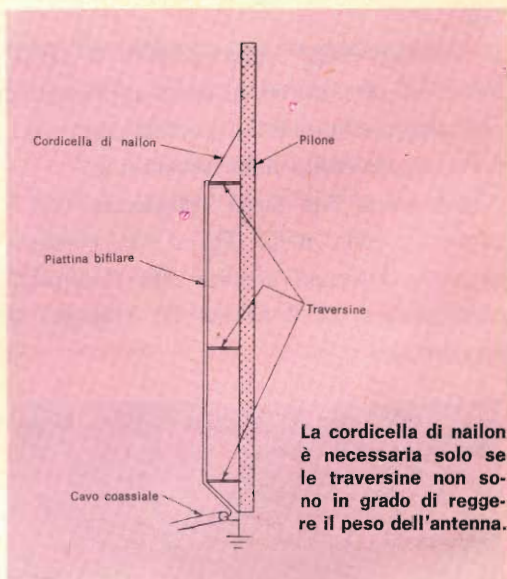 Cordicella di nailon
Pilone
Piattina bifilare
Traversine
La cordicella di nailon
è necessaria solo se
le traversine non so-
no in grado di regge-
re il peso dell'antenna.
Cavo coassiale